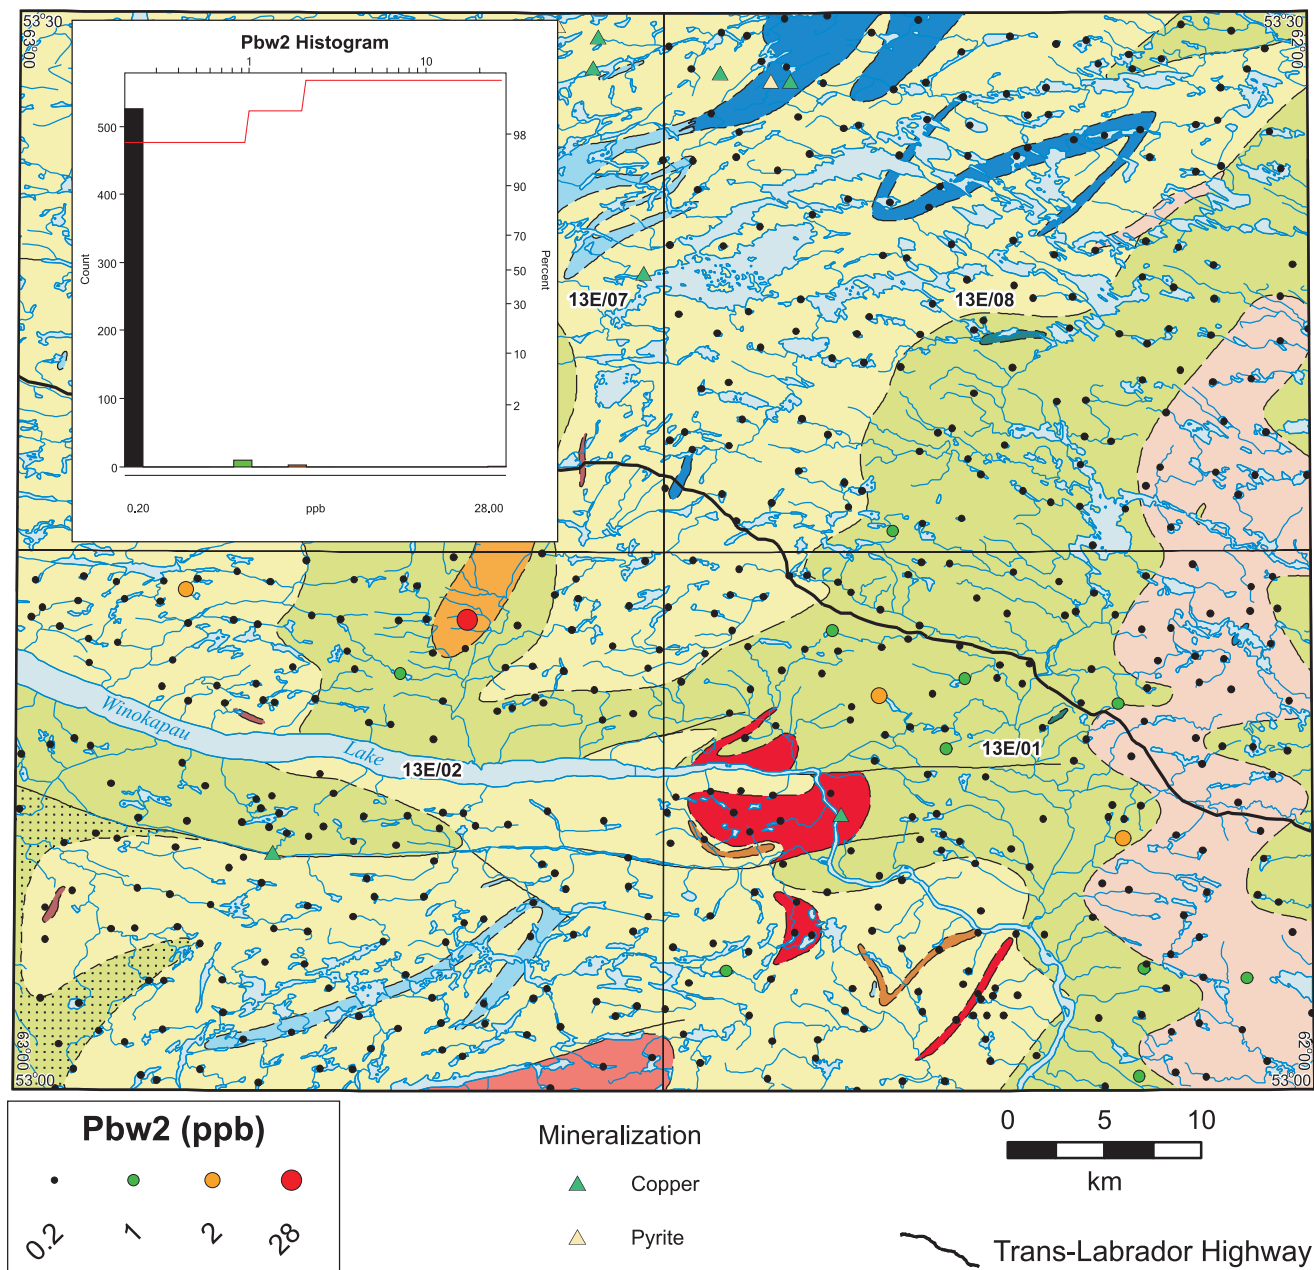 53°30
63°00
53°30
62°00
Pbw2 Histogram
1
10
500
400
300
200
100
0
Count
98
90
70
50
30
10
2
Percent
0.20
ppb
28.00
13E/07
13E/08
Winokapau
Lake
13E/02
13E/01
63°00
53°00
62°00
53°00
Pbw2 (ppb)
0.2
1
2
28
Mineralization
Copper
Pyrite
0
5
10
km
Trans-Labrador Highway